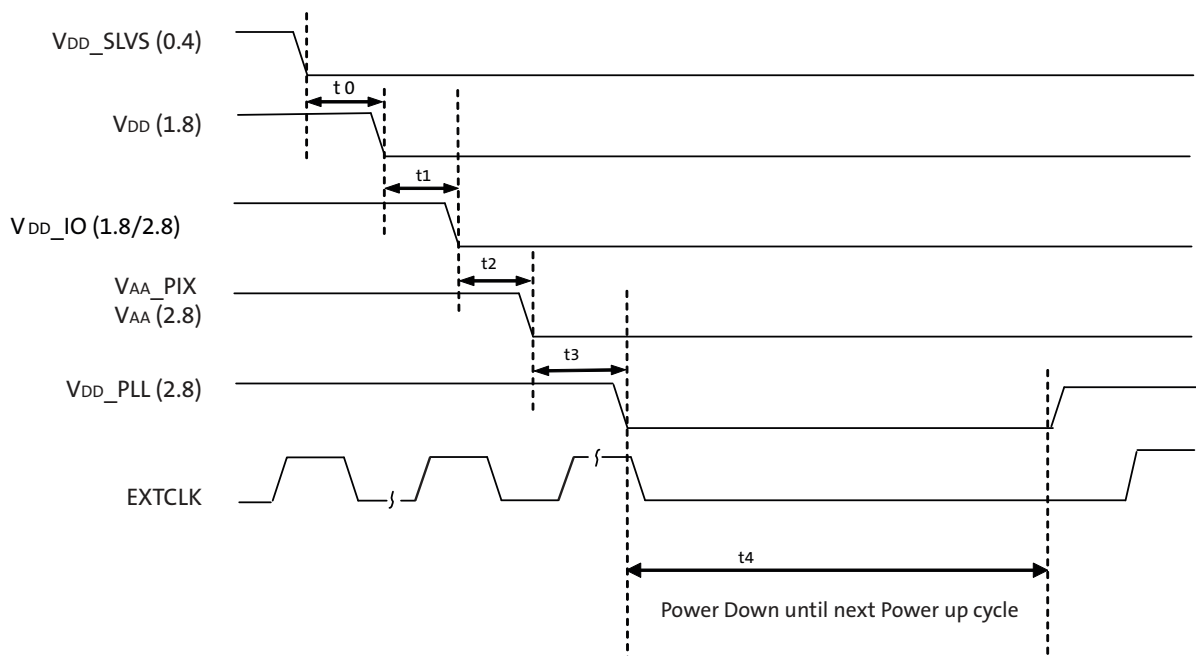 VDD_SLVS (0.4)
t 0
VDD (1.8)
t1
VDD_IO (1.8/2.8)
t2
VAA_PIX
VAA (2.8)
t3
VDD_PLL (2.8)
EXTCLK
t4
Power Down until next Power up cycle